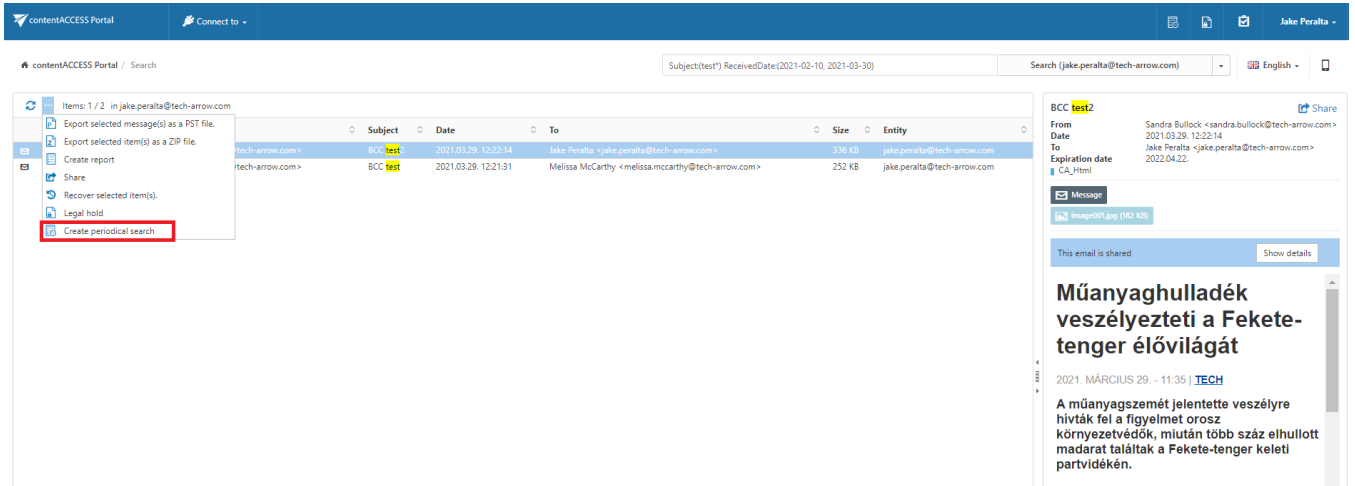 contentACCESS Portal
Connect to
Jake Peralta
contentACCESS Portal / Search
Subject:(test*) ReceivedDate:(2021-02-10, 2021-03-30)
Search (jake.peralta@tech-arrow.com)
English
Items: 1 / 2 in jake.peralta@tech-arrow.com
Export selected message(s) as a PST file.
Export selected item(s) as a ZIP file.
Create report
Share
Recover selected item(s).
Legal hold
Create periodical search
Subject Date To Size Entity
tech-arrow.com> BCC test2 2021.03.29. 12:22:14 Jake Peralta <jake.peralta@tech-arrow.com> 336 KB jake.peralta@tech-arrow.com
tech-arrow.com> BCC test 2021.03.29. 12:21:31 Melissa McCarthy <melissa.mccarthy@tech-arrow.com> 252 KB jake.peralta@tech-arrow.com
BCC test2
Share
From Sandra Bullock <sandra.bullock@tech-arrow.com>
Date 2021.03.29. 12:22:14
To Jake Peralta <jake.peralta@tech-arrow.com>
Expiration date 2022.04.22.
CA_Html
Message
image001.jpg (182 KB)
This email is shared
Show details
Műanyaghulladék
veszélyezteti a Fekete-
tenger élővilágát
2021. MÁRCIUS 29. - 11:35 | TECH
A műanyagszemét jelentette veszélyre
hívták fel a figyelmet orosz
környezetvédők, miután több száz elhullott
madarat találtak a Fekete-tenger keleti
partvidékén.